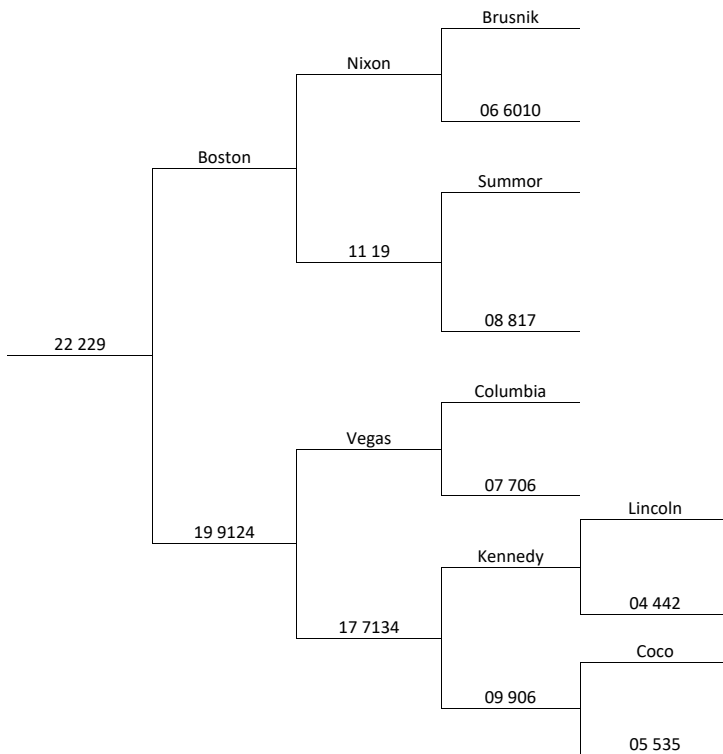 Brusnik
Nixon
06 6010
Boston
Summor
11 19
08 817
22 229
Columbia
Vegas
07 706
Lincoln
19 9124
Kennedy
04 442
17 7134
Coco
09 906
05 535